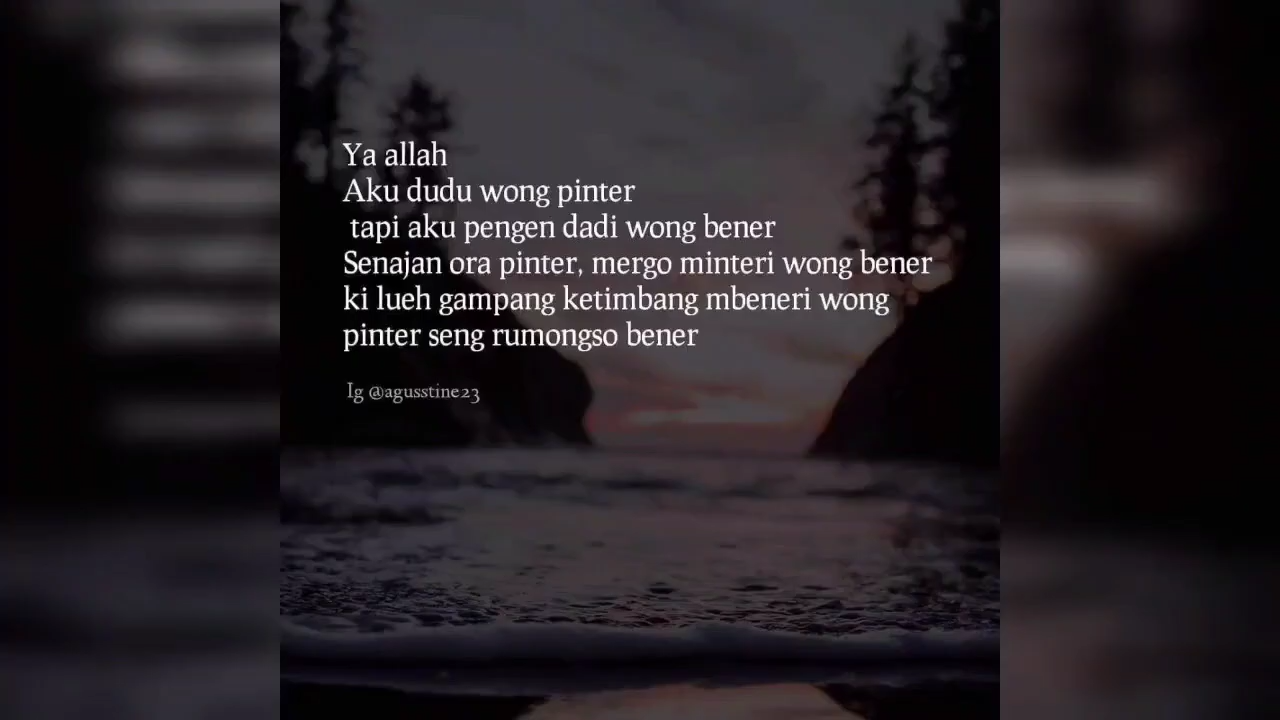 Ya allah
Aku dudu wong pinter
tapi aku pengen dadi wong bener
Senajan ora pinter, mergo minteri wong bener
ki lueh gampang ketimbang mbeneri wong
pinter seng rumongso bener
Ig @agusstine23